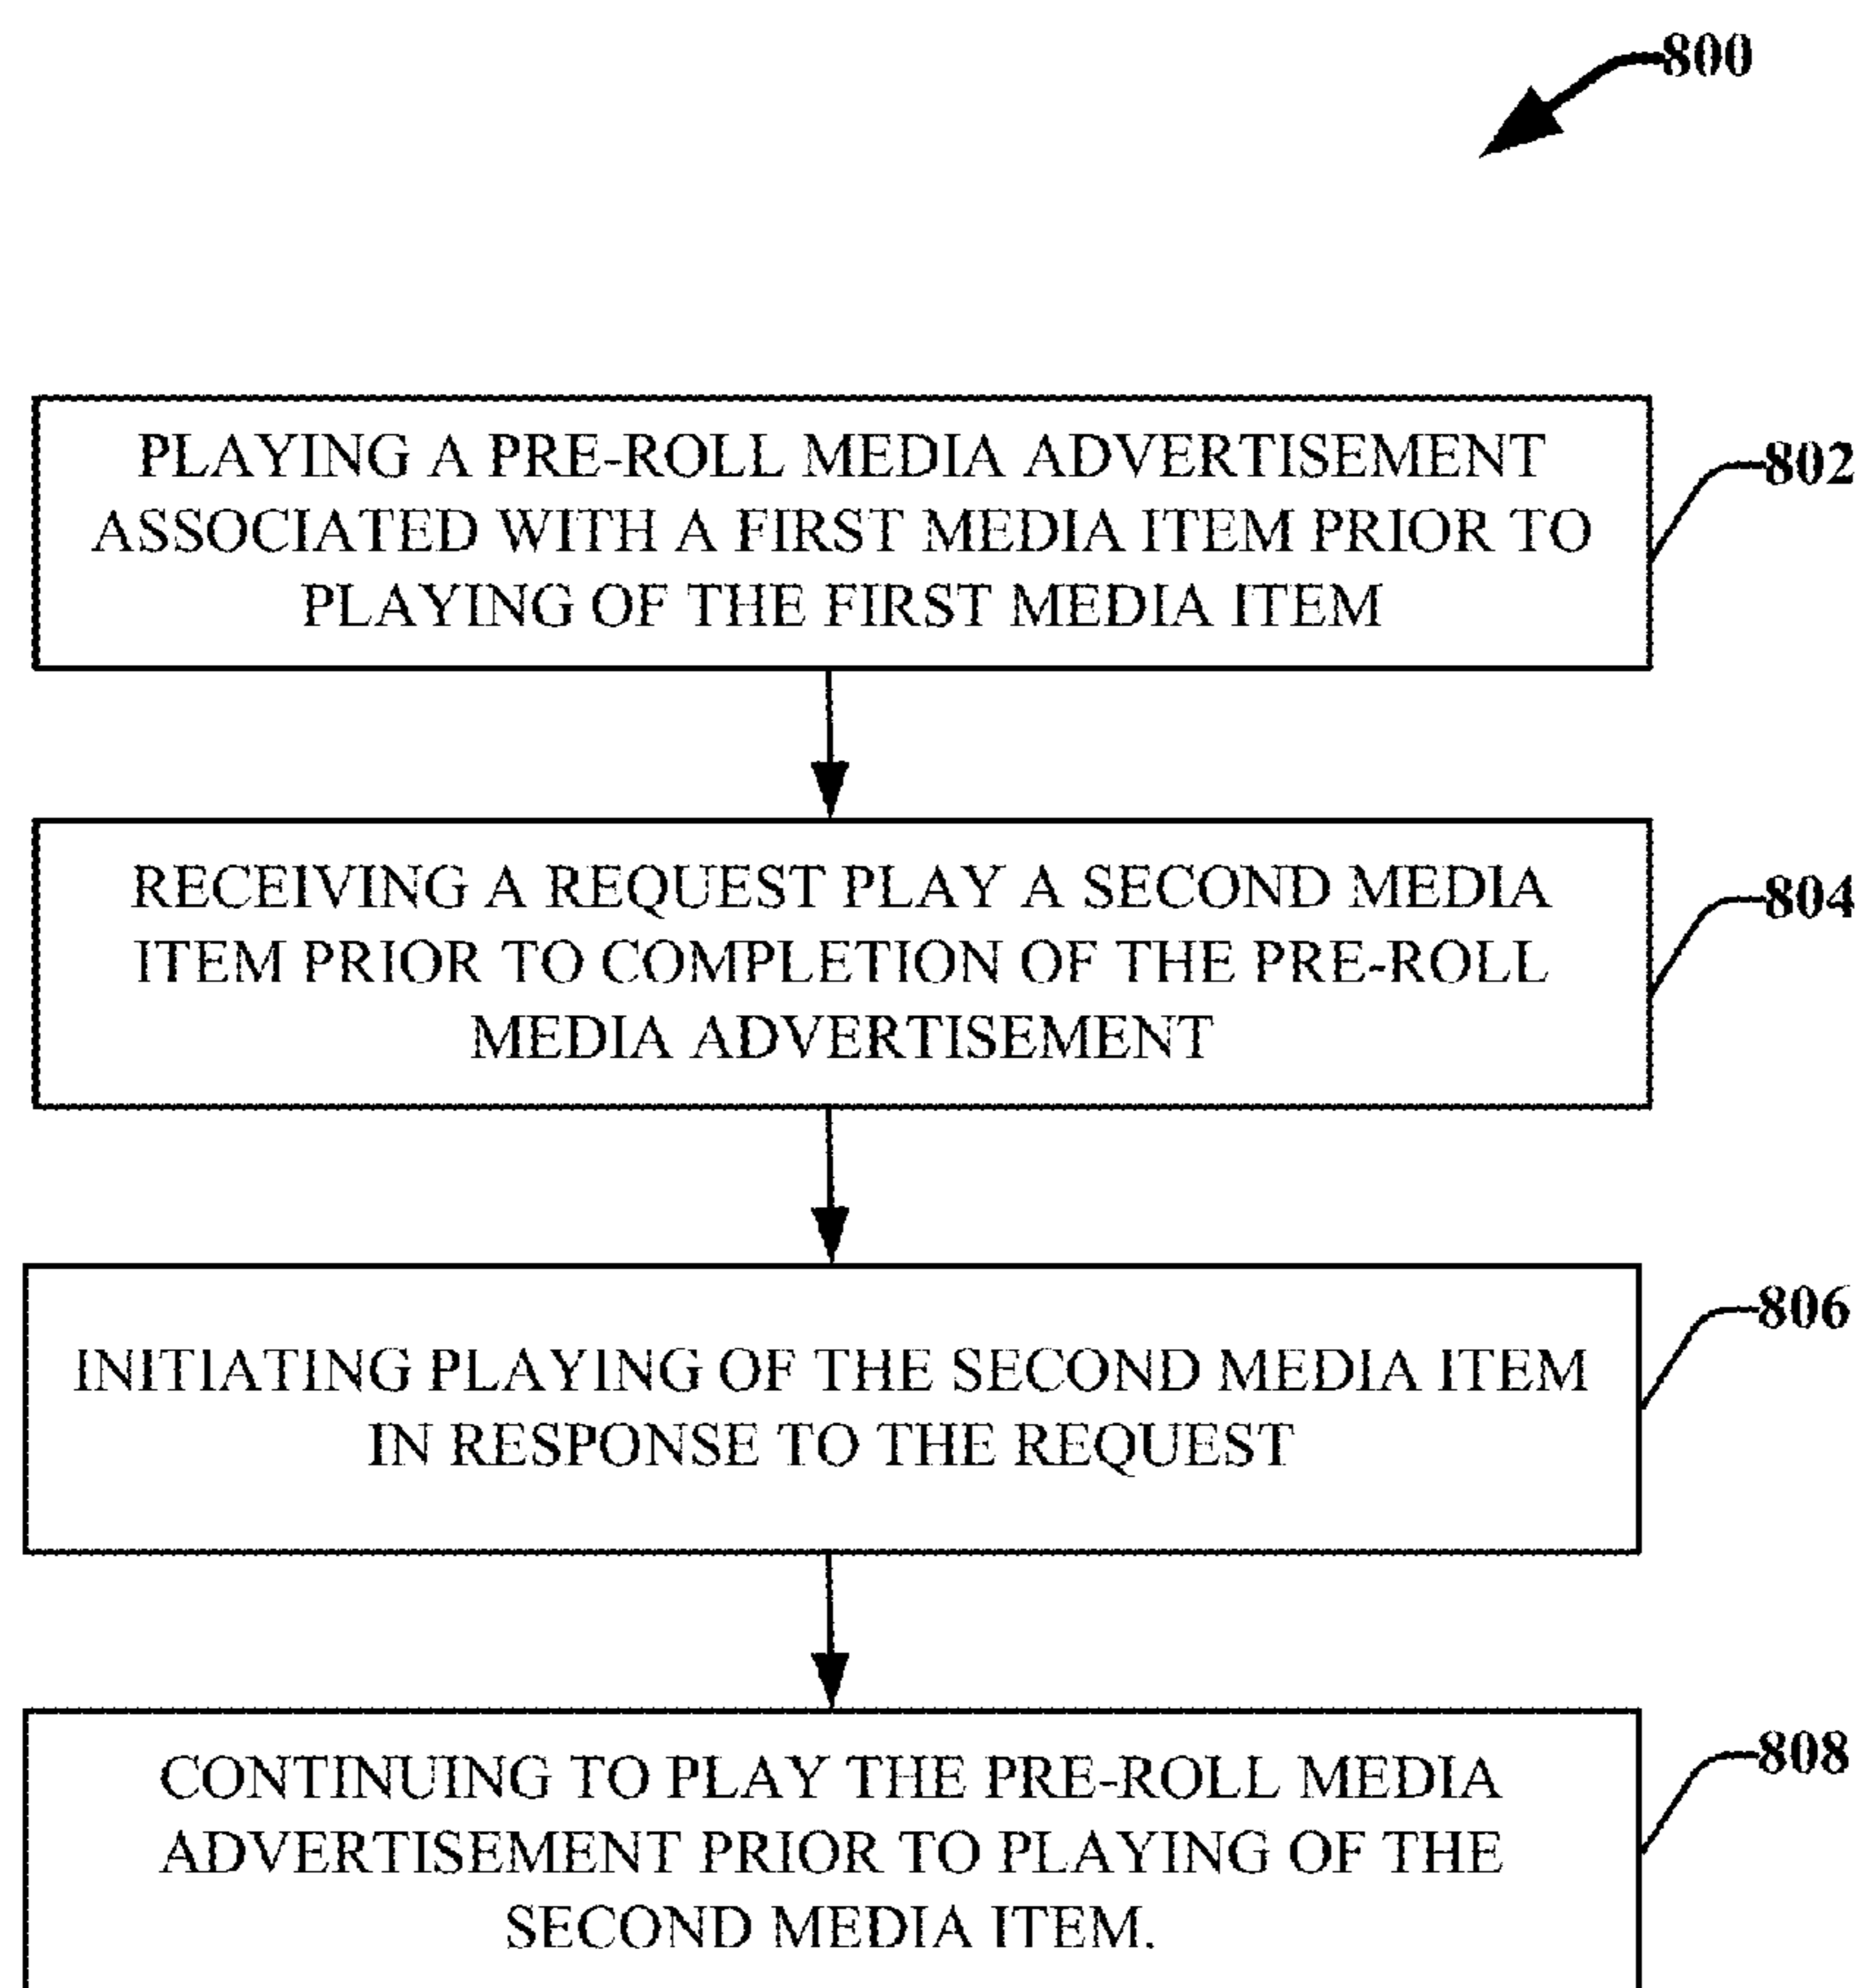 800
PLAYING A PRE-ROLL MEDIA ADVERTISEMENT
ASSOCIATED WITH A FIRST MEDIA ITEM PRIOR TO
PLAYING OF THE FIRST MEDIA ITEM
802
RECEIVING A REQUEST PLAY A SECOND MEDIA
ITEM PRIOR TO COMPLETION OF THE PRE-ROLL
MEDIA ADVERTISEMENT
804
INITIATING PLAYING OF THE SECOND MEDIA ITEM
IN RESPONSE TO THE REQUEST
806
CONTINUING TO PLAY THE PRE-ROLL MEDIA
ADVERTISEMENT PRIOR TO PLAYING OF THE
SECOND MEDIA ITEM.
808